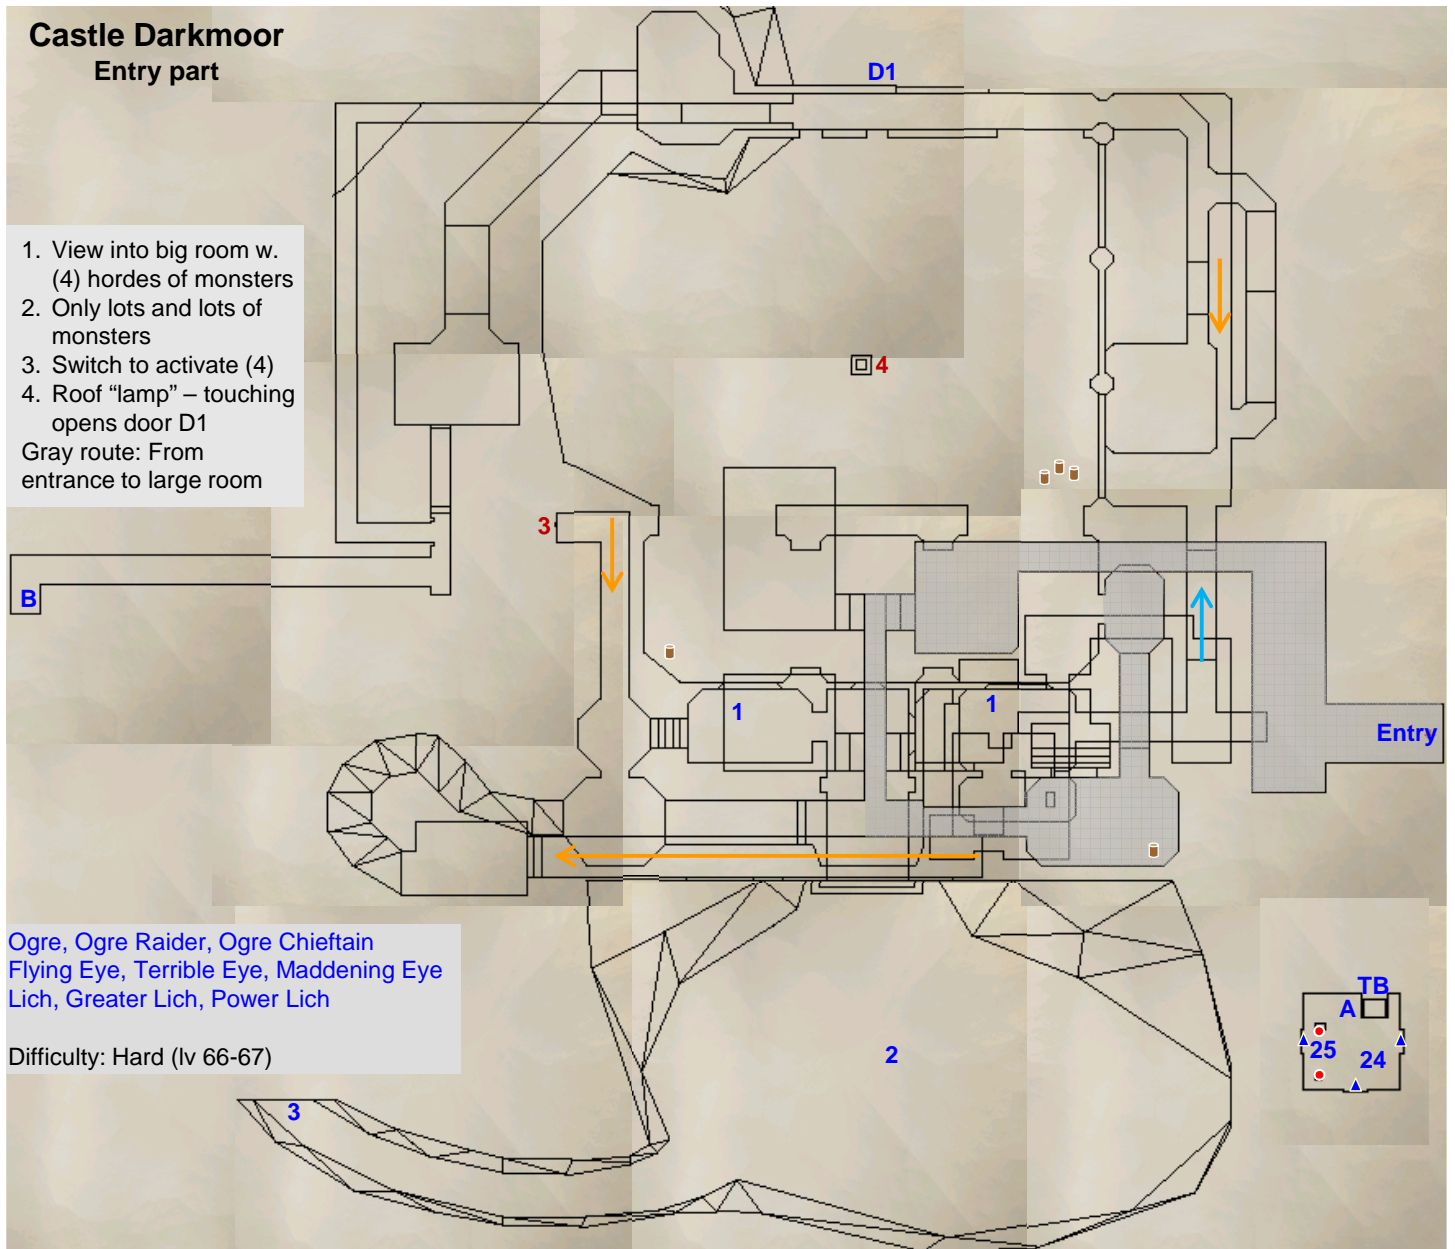 Castle Darkmoor
Entry part
D1
1. View into big room w.
(4) hordes of monsters
2. Only lots and lots of
monsters
3. Switch to activate (4)
4. Roof “lamp” – touching
opens door D1
Gray route: From
entrance to large room
4
3
B
1
1
Entry
Ogre, Ogre Raider, Ogre Chieftain
Flying Eye, Terrible Eye, Maddening Eye
Lich, Greater Lich, Power Lich
Difficulty: Hard (lv 66-67)
2
3
TB
A
25
24